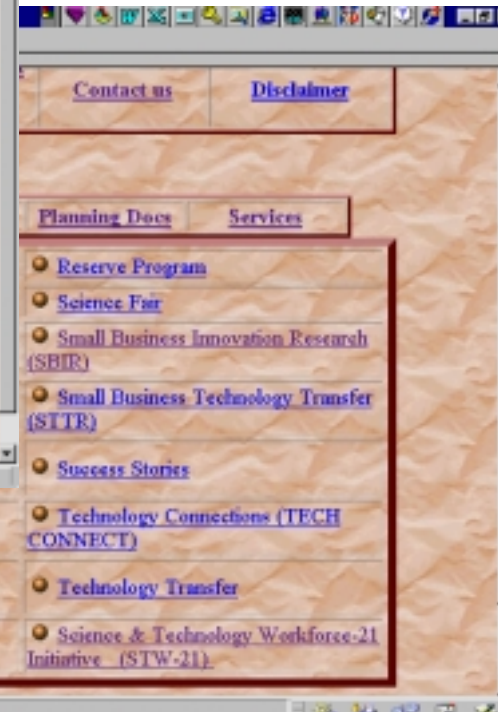 Contact us Disclaimer
Planning Docs Services
Reserve Program
Science Fair
Small Business Innovation Research
(SBIR)
Small Business Technology Transfer
(STTR)
Success Stories
Technology Connections (TECH
CONNECT)
Technology Transfer
Science & Technology Workforce-21
Initiative (STW-21)